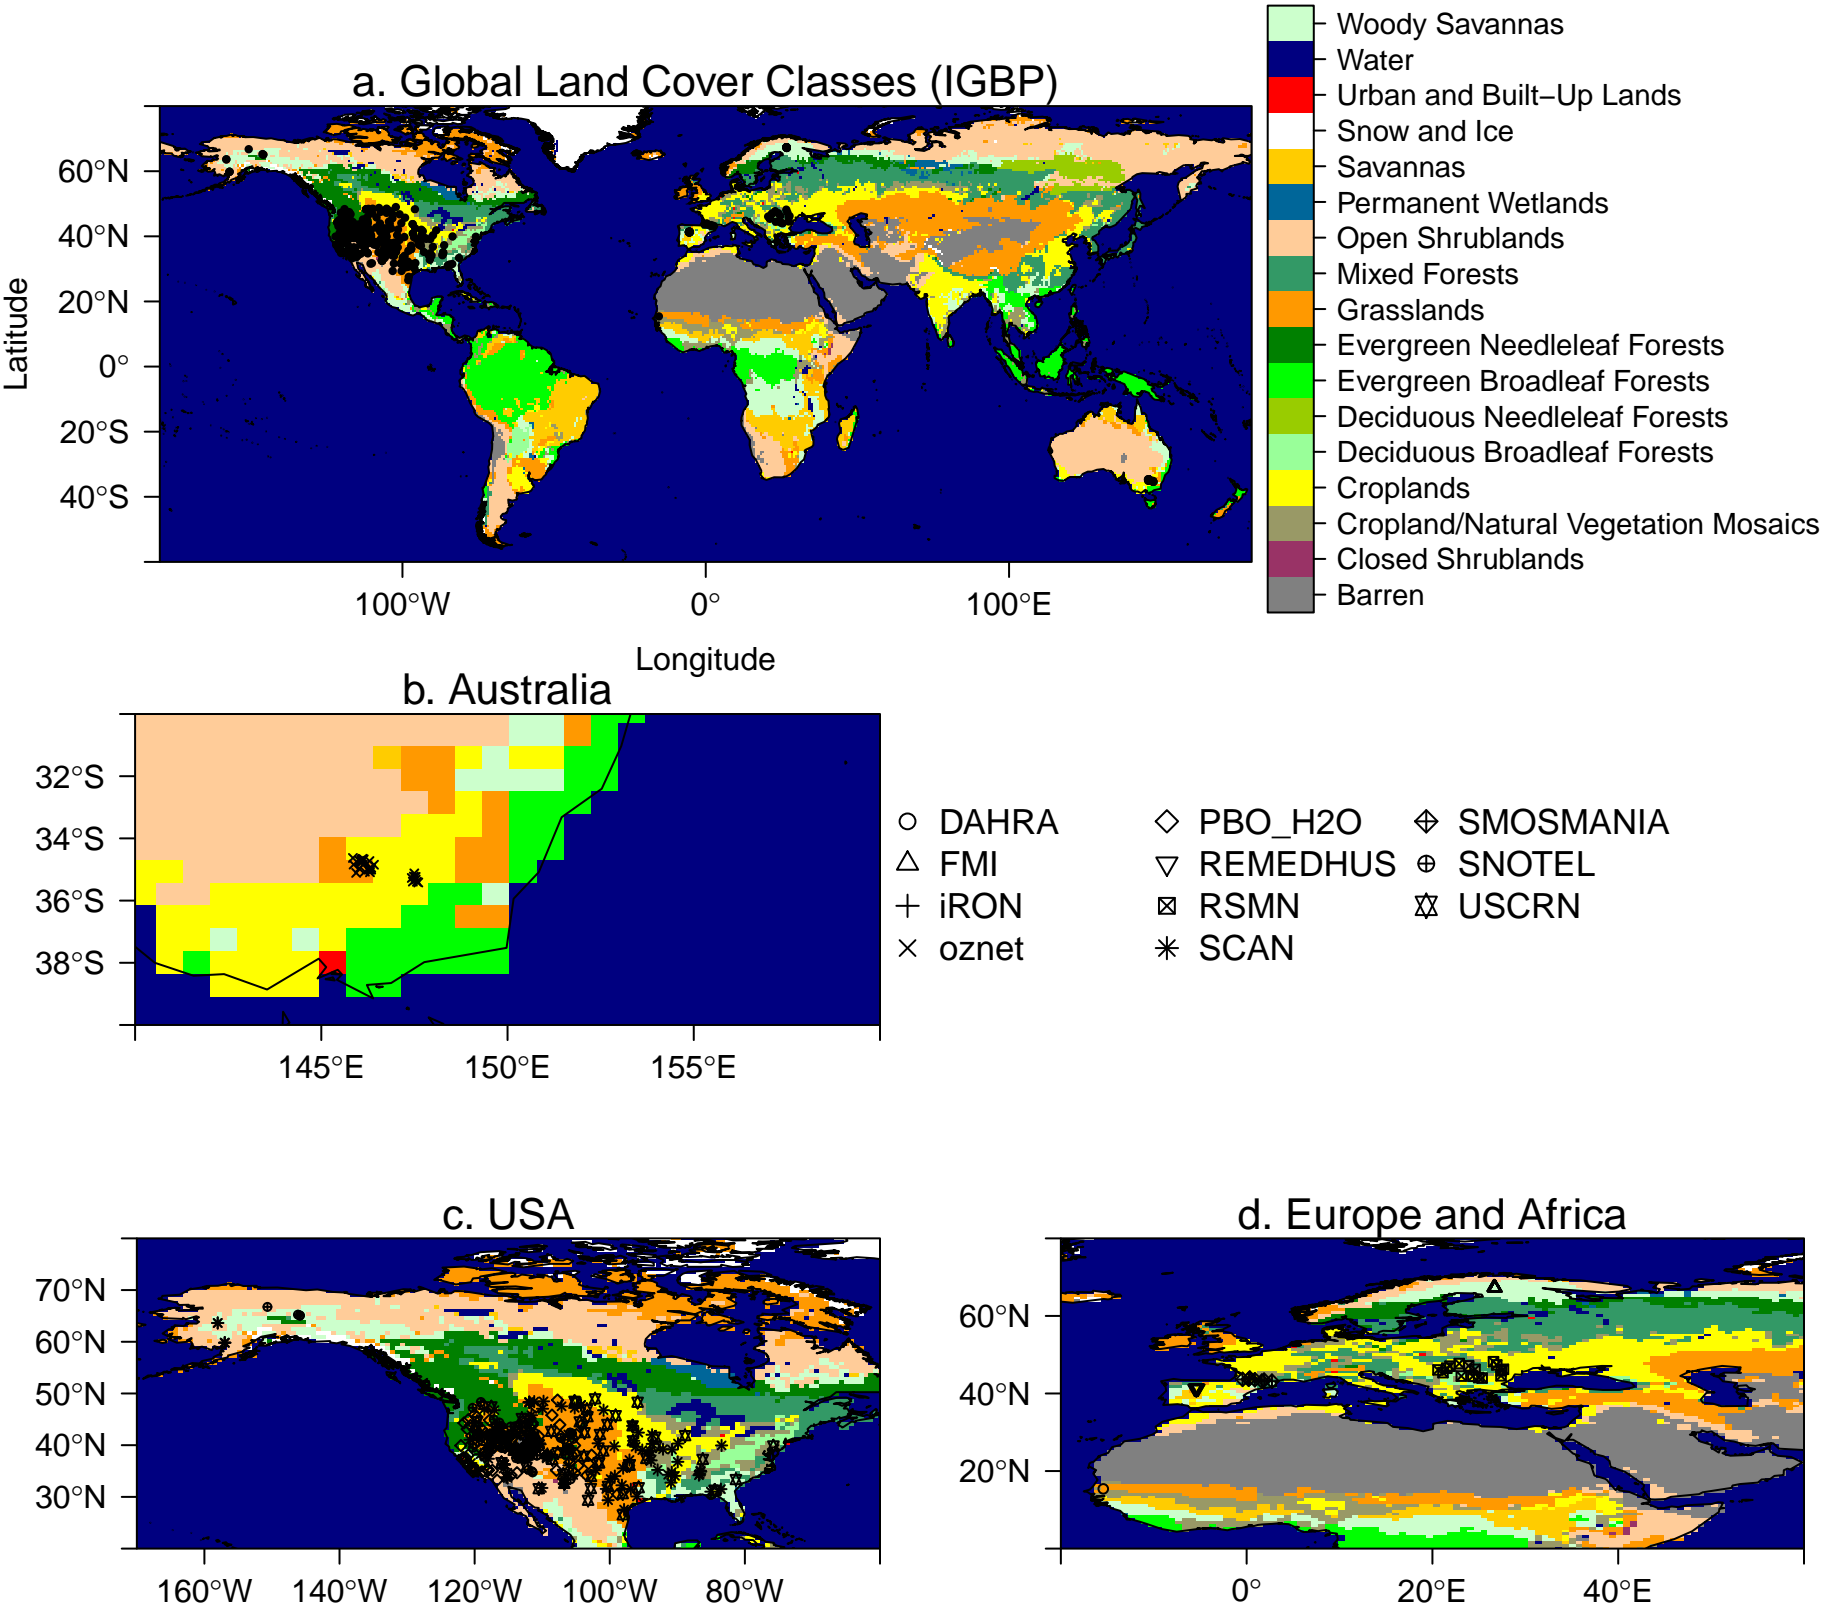 a. Global Land Cover Classes (IGBP)
Latitude
60°N
40°N
20°N
0°
20°S
40°S
100°W
0°
100°E
Longitude
Woody Savannas
Water
Urban and Built−Up Lands
Snow and Ice
Savannas
Permanent Wetlands
Open Shrublands
Mixed Forests
Grasslands
Evergreen Needleleaf Forests
Evergreen Broadleaf Forests
Deciduous Needleleaf Forests
Deciduous Broadleaf Forests
Croplands
Cropland/Natural Vegetation Mosaics
Closed Shrublands
Barren
b. Australia
32°S
34°S
36°S
38°S
145°E
150°E
155°E
DAHRA
FMI
iRON
oznet
PBO_H2O
REMEDHUS
RSMN
SCAN
SMOSMANIA
SNOTEL
USCRN
c. USA
70°N
60°N
50°N
40°N
30°N
160°W
140°W
120°W
100°W
80°W
d. Europe and Africa
60°N
40°N
20°N
0°
20°E
40°E